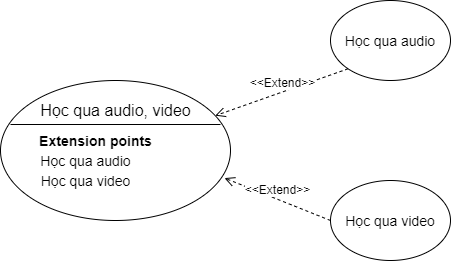 Học qua audio
<<Extend>>
Học qua audio, video
Extension points
Học qua audio
Học qua video
<<Extend>>
Học qua video